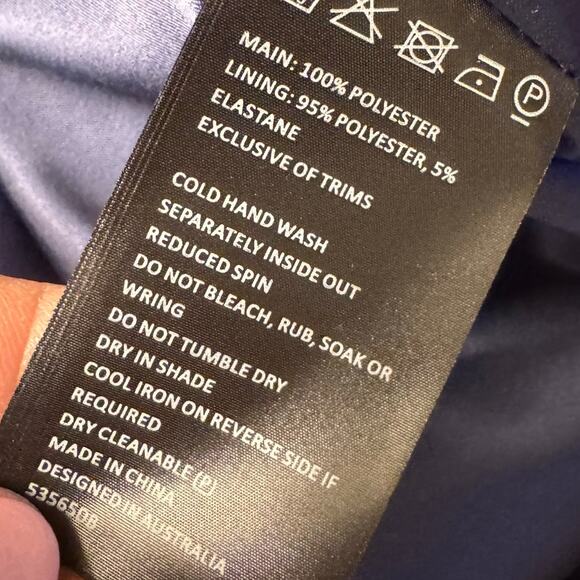 P
MAIN: 100% POLYESTER
LINING: 95% POLYESTER, 5%
ELASTANE
EXCLUSIVE OF TRIMS
COLD HAND WASH
SEPARATELY INSIDE OUT
REDUCED SPIN
DO NOT BLEACH, RUB, SOAK OR
WRING
DO NOT TUMBLE DRY
DRY IN SHADE
COOL IRON ON REVERSE SIDE IF
REQUIRED
DRY CLEANABLE (P)
MADE IN CHINA
DESIGNED IN AUSTRALIA